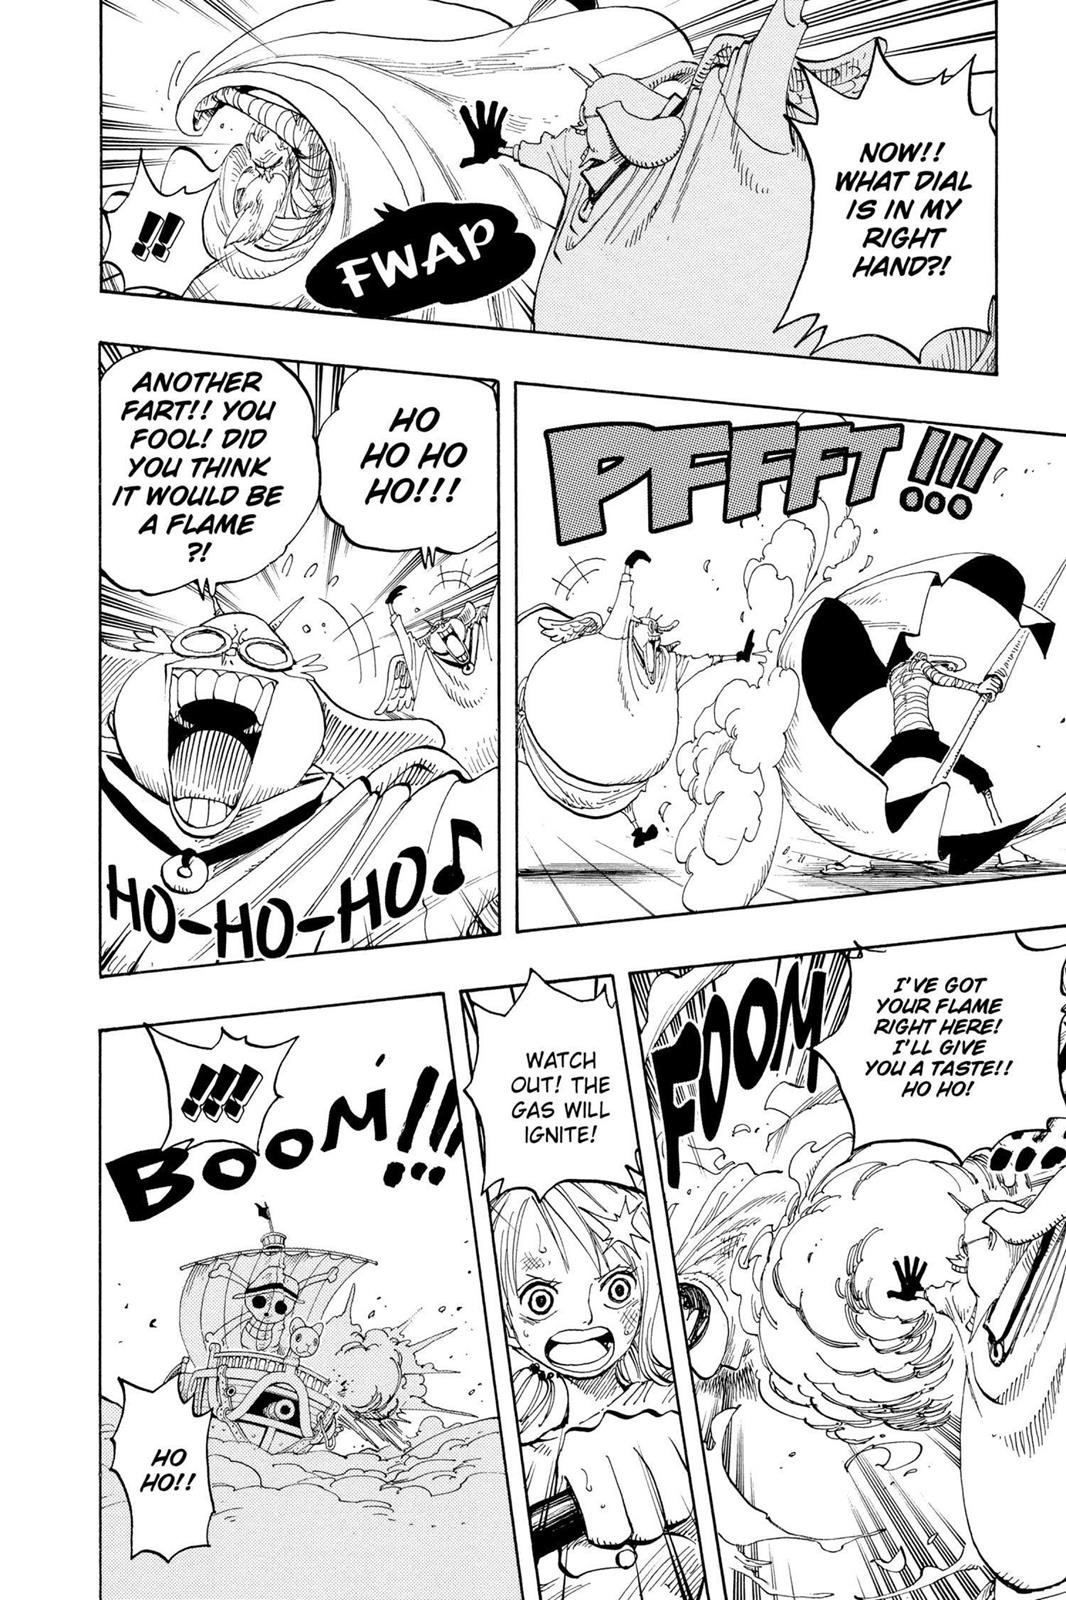 NOW!!
WHAT DIAL
IS IN MY
RIGHT
HAND?!
FWAP
!!
PFFFFT!!!
HO
HO HO
HO!!!
ANOTHER
FART!! YOU
FOOL! DID
YOU THINK
IT WOULD BE
A FLAME
?!
HO-HO-HO♪
I'VE GOT
YOUR FLAME
RIGHT HERE!
I'LL GIVE
YOU A TASTE!!
HO HO!
FOOM
WATCH
OUT! THE
GAS WILL
IGNITE!
!!!
BOOM!!!
HO
HO!!